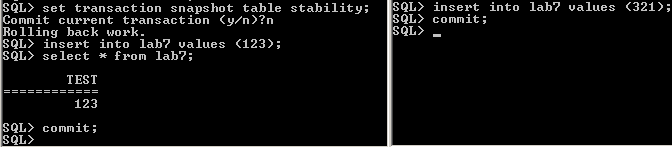 SQL> set transaction snapshot table stability;
Commit current transaction (y/n)?n
Rolling back work.
SQL> insert into lab7 values (123);
SQL> select * from lab7;
TEST
============
123
SQL> commit;
SQL>
SQL> insert into lab7 values (321);
SQL> commit;
SQL> _